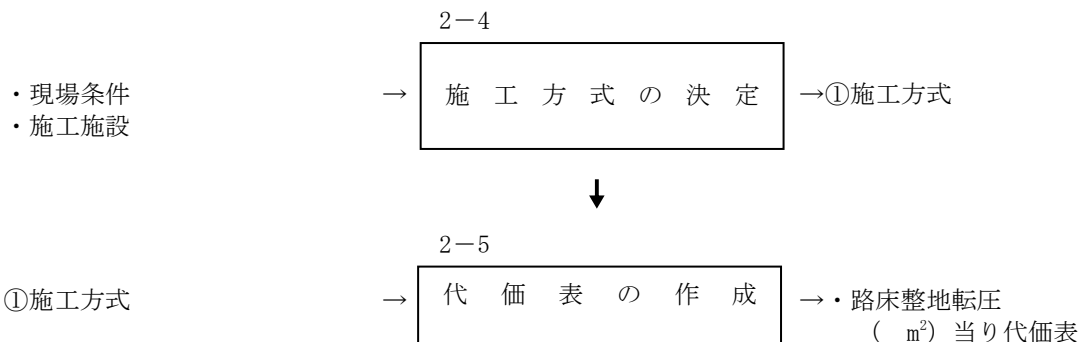 2－4
・現場条件 → 施工方式の決定 →①施工方式
・施工施設
↓
2－5
①施工方式 → 代価表の作成 →・路床整地転圧
（　m²）当り代価表